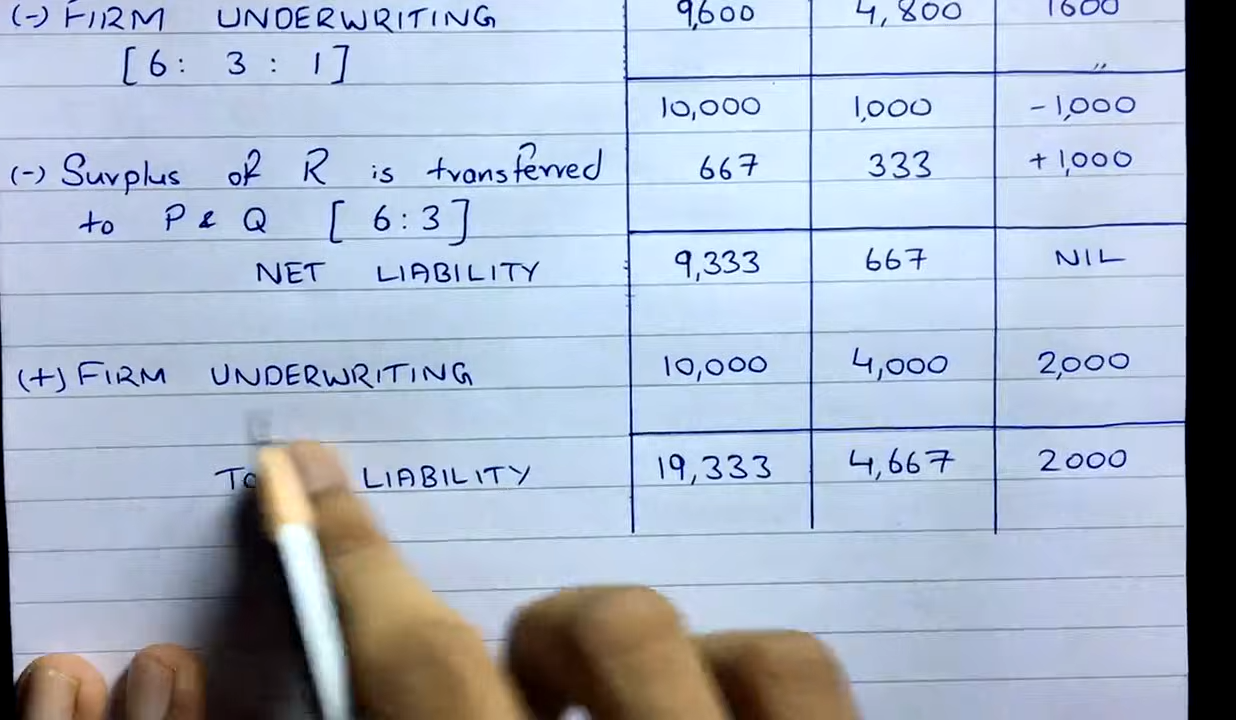 (-) FIRM UNDERWRITING 9,600 4,800 1600
[6: 3 : 1] "
10,000 1,000 -1,000
(-) Surplus of R is transferred 667 333 +1,000
to P & Q [6:3]
NET LIABILITY 9,333 667 NIL
(+) FIRM UNDERWRITING 10,000 4,000 2,000
LIABILITY 19,333 4,667 2000